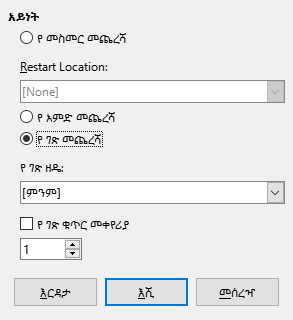 አይነት
የ መስመር መጨረሻ
Restart Location:
[None]
የ አምድ መጨረሻ
የ ገጽ መጨረሻ
የ ገጽ ዘዴ:
[ምንም]
የ ገጽ ቁጥር መቀየሪያ
1
እርዳታ
እሺ
መሰረዣ